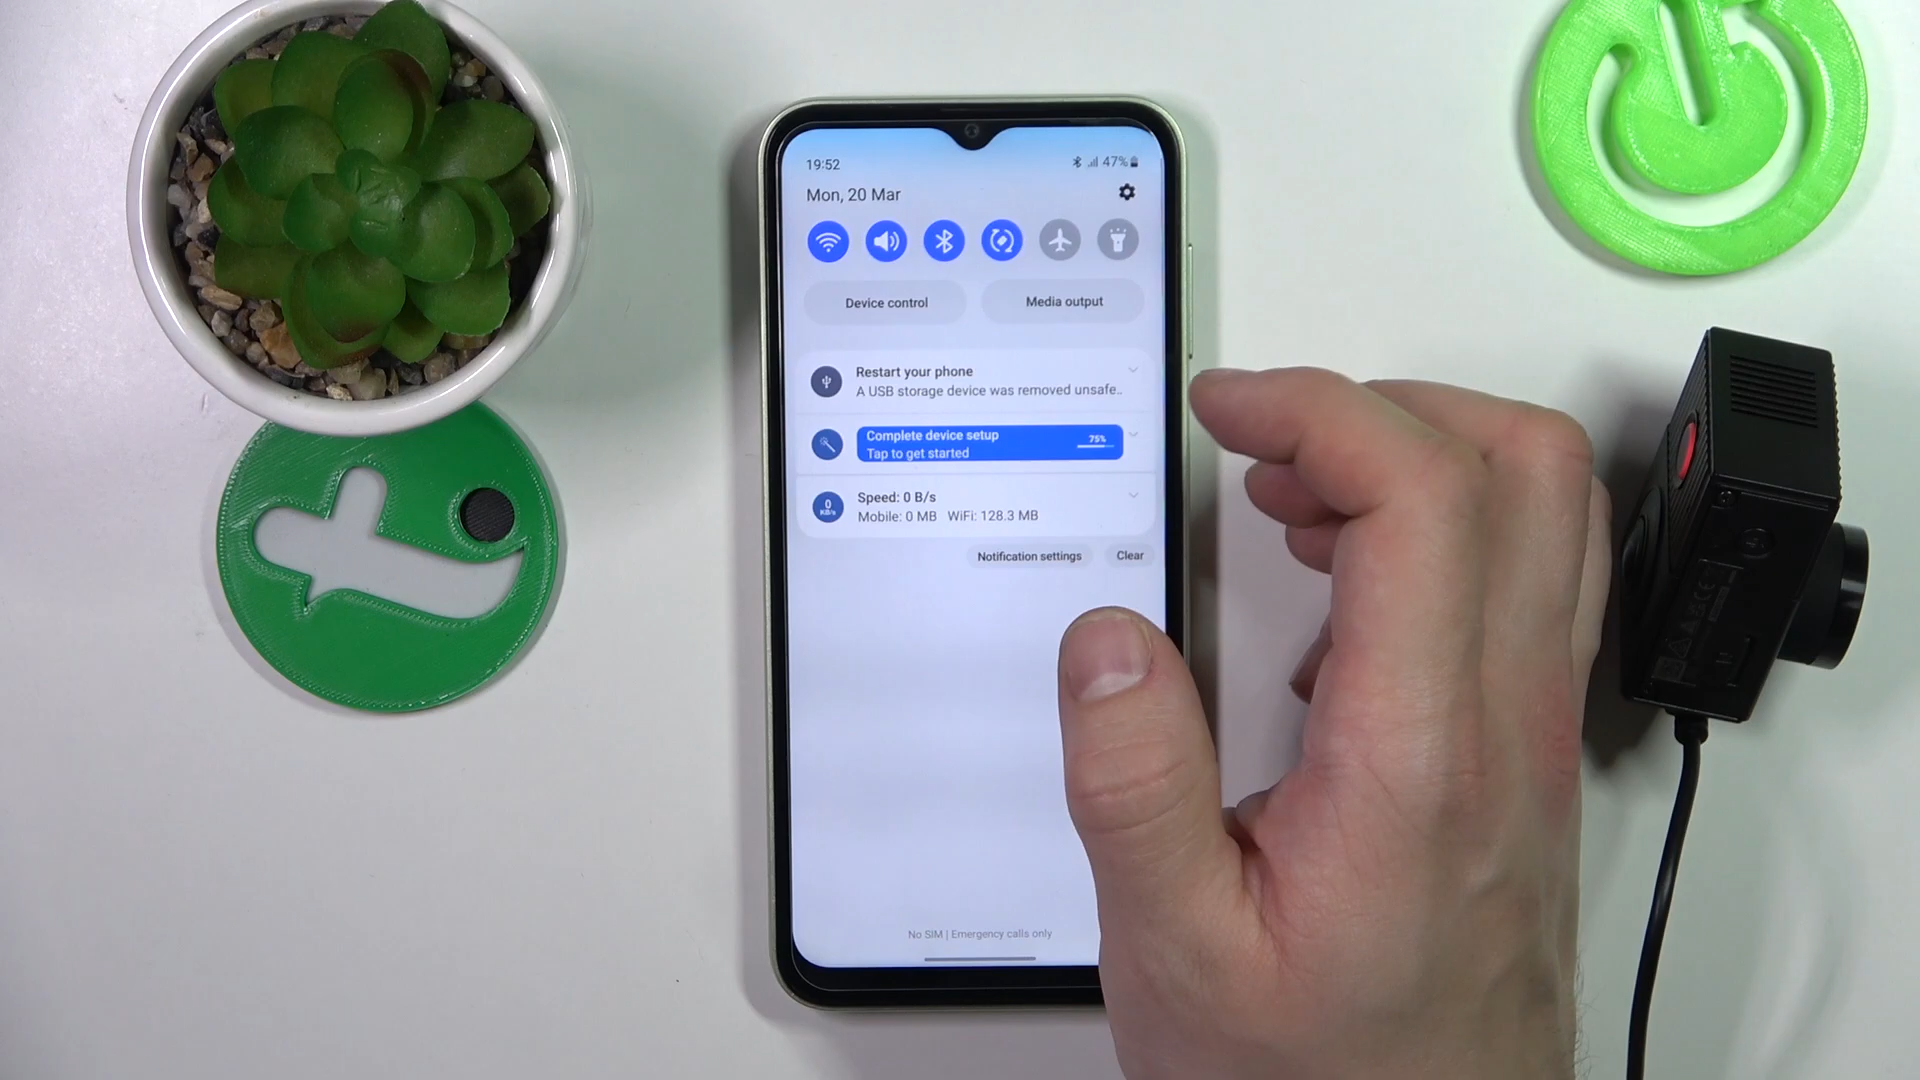 19:52
47%
Mon, 20 Mar
Device control
Media output
Restart your phone
A USB storage device was removed unsafe..
Complete device setup
Tap to get started
75%
0
KB/s
Speed: 0 B/s
Mobile: 0 MB WiFi: 128.3 MB
Notification settings
Clear
No SIM | Emergency calls only